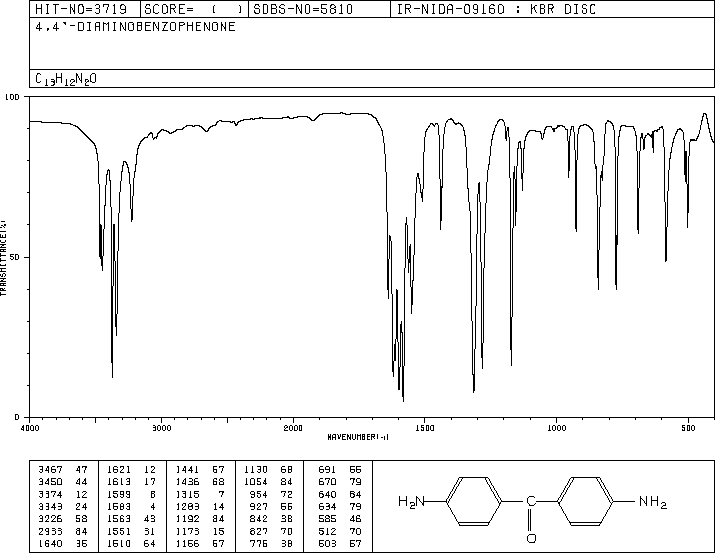 HIT-NO=3719 SCORE= ( ) SDBS-NO=5810 IR-NIDA-09160 : KBR DISC
4,4'-DIAMINOBENZOPHENONE
C13H12N2O
100
50
0
TRANSMITTANCE(%)
4000 3000 2000 1500 1000 500
WAVENUMBER(-1)
3467 47 1621 12 1441 57 1130 68 691 55
3450 44 1613 17 1436 68 1054 84 670 79
3374 12 1599 8 1315 7 954 72 640 84
3343 24 1583 4 1283 14 927 55 634 79
3226 58 1563 43 1192 84 842 38 585 46
2933 84 1551 31 1173 15 827 70 512 70
1640 35 1510 64 1156 57 776 38 503 57
H2N C NH2
O